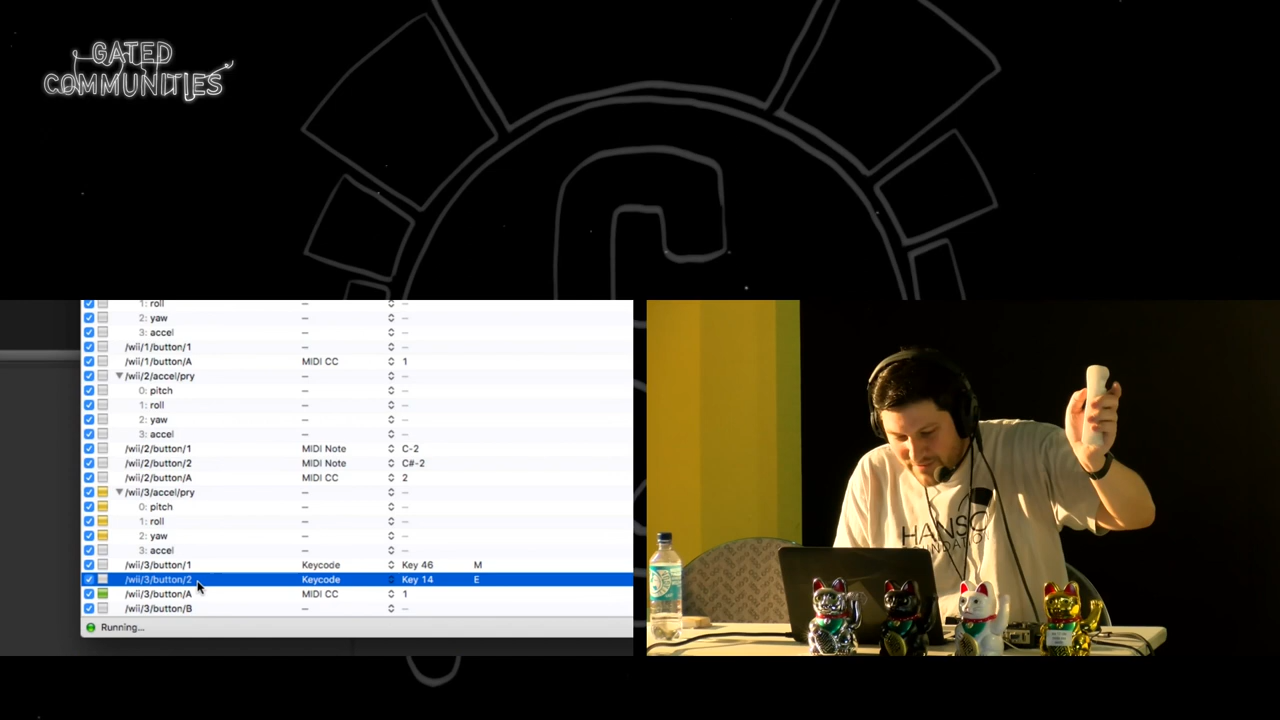 GATED
COMMUNITIES
1: roll –
2: yaw –
3: accel –
/wii/1/button/1 –
/wii/1/button/A MIDI CC 1
/wii/2/accel/pry –
0: pitch –
1: roll –
2: yaw –
3: accel –
/wii/2/button/1 MIDI Note C-2
/wii/2/button/2 MIDI Note C#-2
/wii/2/button/A MIDI CC 2
/wii/3/accel/pry –
0: pitch –
1: roll –
2: yaw –
3: accel –
/wii/3/button/1 Keycode Key 46 M
/wii/3/button/2 Keycode Key 14 E
/wii/3/button/A MIDI CC 1
/wii/3/button/B –
Running...
HANSO